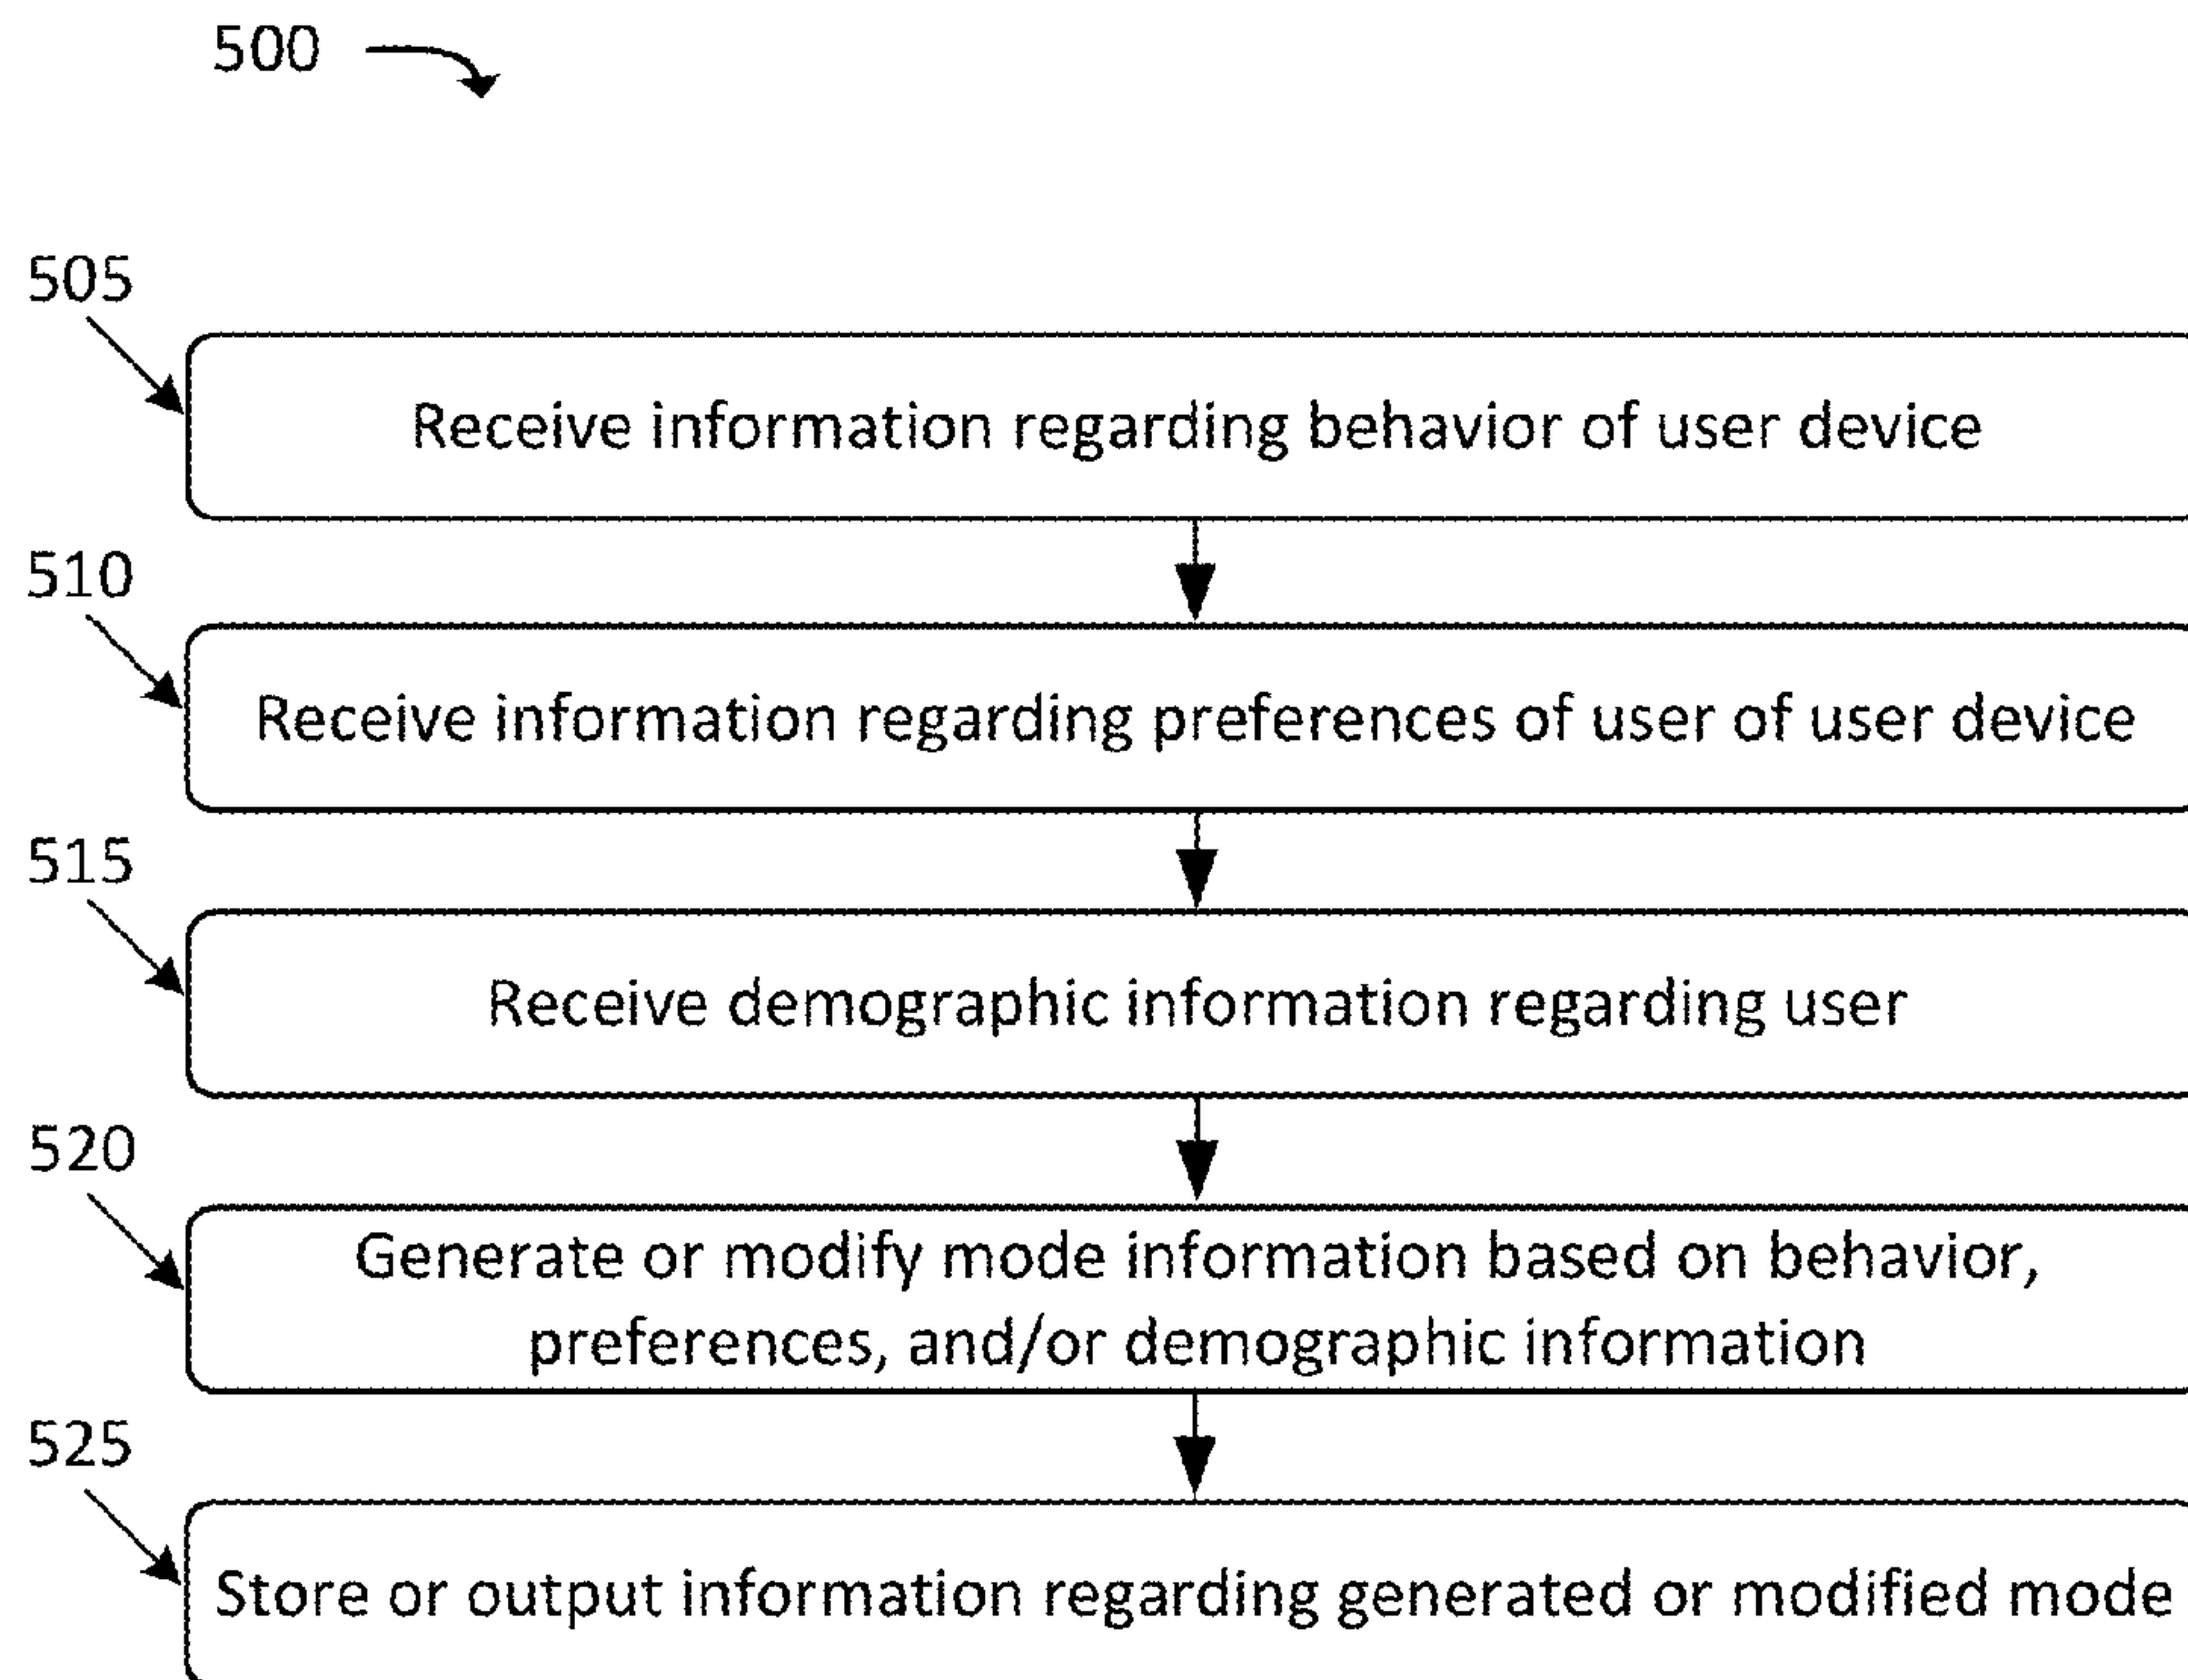 500
505
Receive information regarding behavior of user device
510
Receive information regarding preferences of user of user device
515
Receive demographic information regarding user
520
Generate or modify mode information based on behavior,
preferences, and/or demographic information
525
Store or output information regarding generated or modified mode